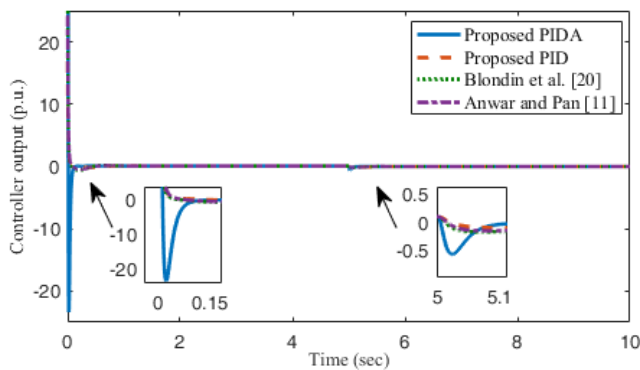 25
20
10
0
-10
-20
-25
Controller output (p.u.)
Proposed PIDA
Proposed PID
Blondin et al. [20]
Anwar and Pan [11]
0
-10
-20
0 0.15
0.5
0
-0.5
5 5.1
0 2 4 6 8 10
Time (sec)